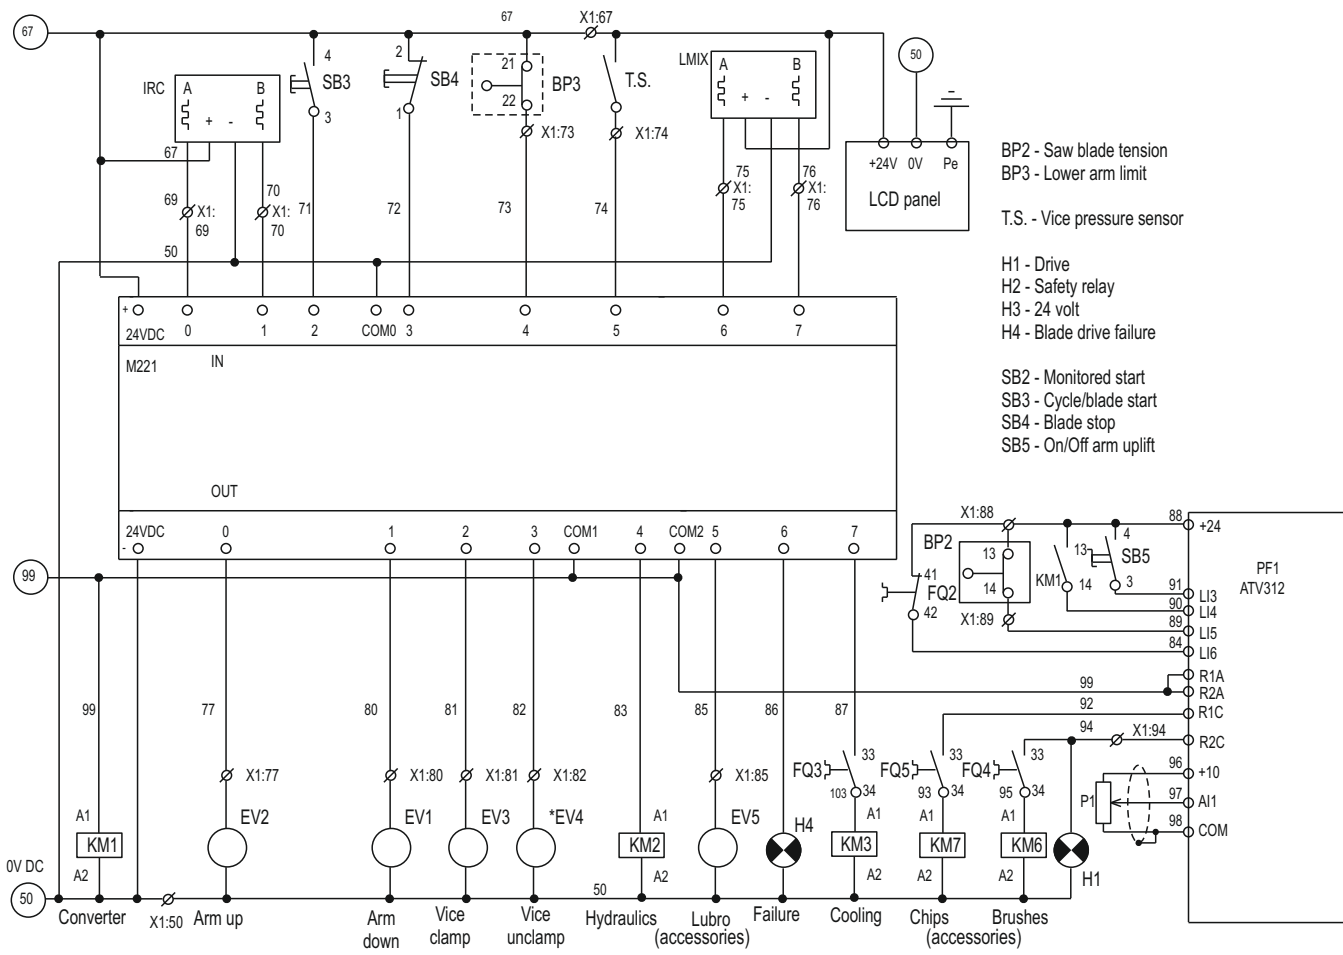 67
67
X1:67
IRC
A
B
+
-
4
SB3
3
2
SB4
1
21
22
BP3
X1:73
T.S.
X1:74
LMIX
A
B
+
-
50
+24V
0V
Pe
LCD panel
67
69
X1:
69
70
X1:
70
71
72
73
74
75
X1:
75
76
X1:
76
50
BP2 - Saw blade tension
BP3 - Lower arm limit
T.S. - Vice pressure sensor
H1 - Drive
H2 - Safety relay
H3 - 24 volt
H4 - Blade drive failure
SB2 - Monitored start
SB3 - Cycle/blade start
SB4 - Blade stop
SB5 - On/Off arm uplift
+
24VDC
0
1
2
COM0
3
4
5
6
7
M221
IN
OUT
24VDC
0
1
2
3
COM1
4
COM2
5
6
7
-
99
X1:88
88
+24
BP2
13
14
41
FQ2
42
X1:89
KM1
13
14
4
SB5
3
91
LI3
90
LI4
89
LI5
84
LI6
PF1
ATV312
99
R1A
R2A
92
R1C
94
X1:94
R2C
96
+10
P1
97
AI1
98
COM
99
77
80
81
82
83
85
86
87
X1:77
X1:80
X1:81
X1:82
X1:85
FQ3
33
103
34
FQ5
33
93
34
FQ4
33
95
34
A1
KM1
A2
EV2
EV1
EV3
*EV4
A1
KM2
A2
EV5
H4
A1
KM3
A2
A1
KM7
A2
A1
KM6
A2
H1
0V DC
50
50
Converter
X1:50
Arm up
Arm
down
Vice
clamp
Vice
unclamp
Hydraulics
Lubro
(accessories)
Failure
Cooling
Chips
Brushes
(accessories)